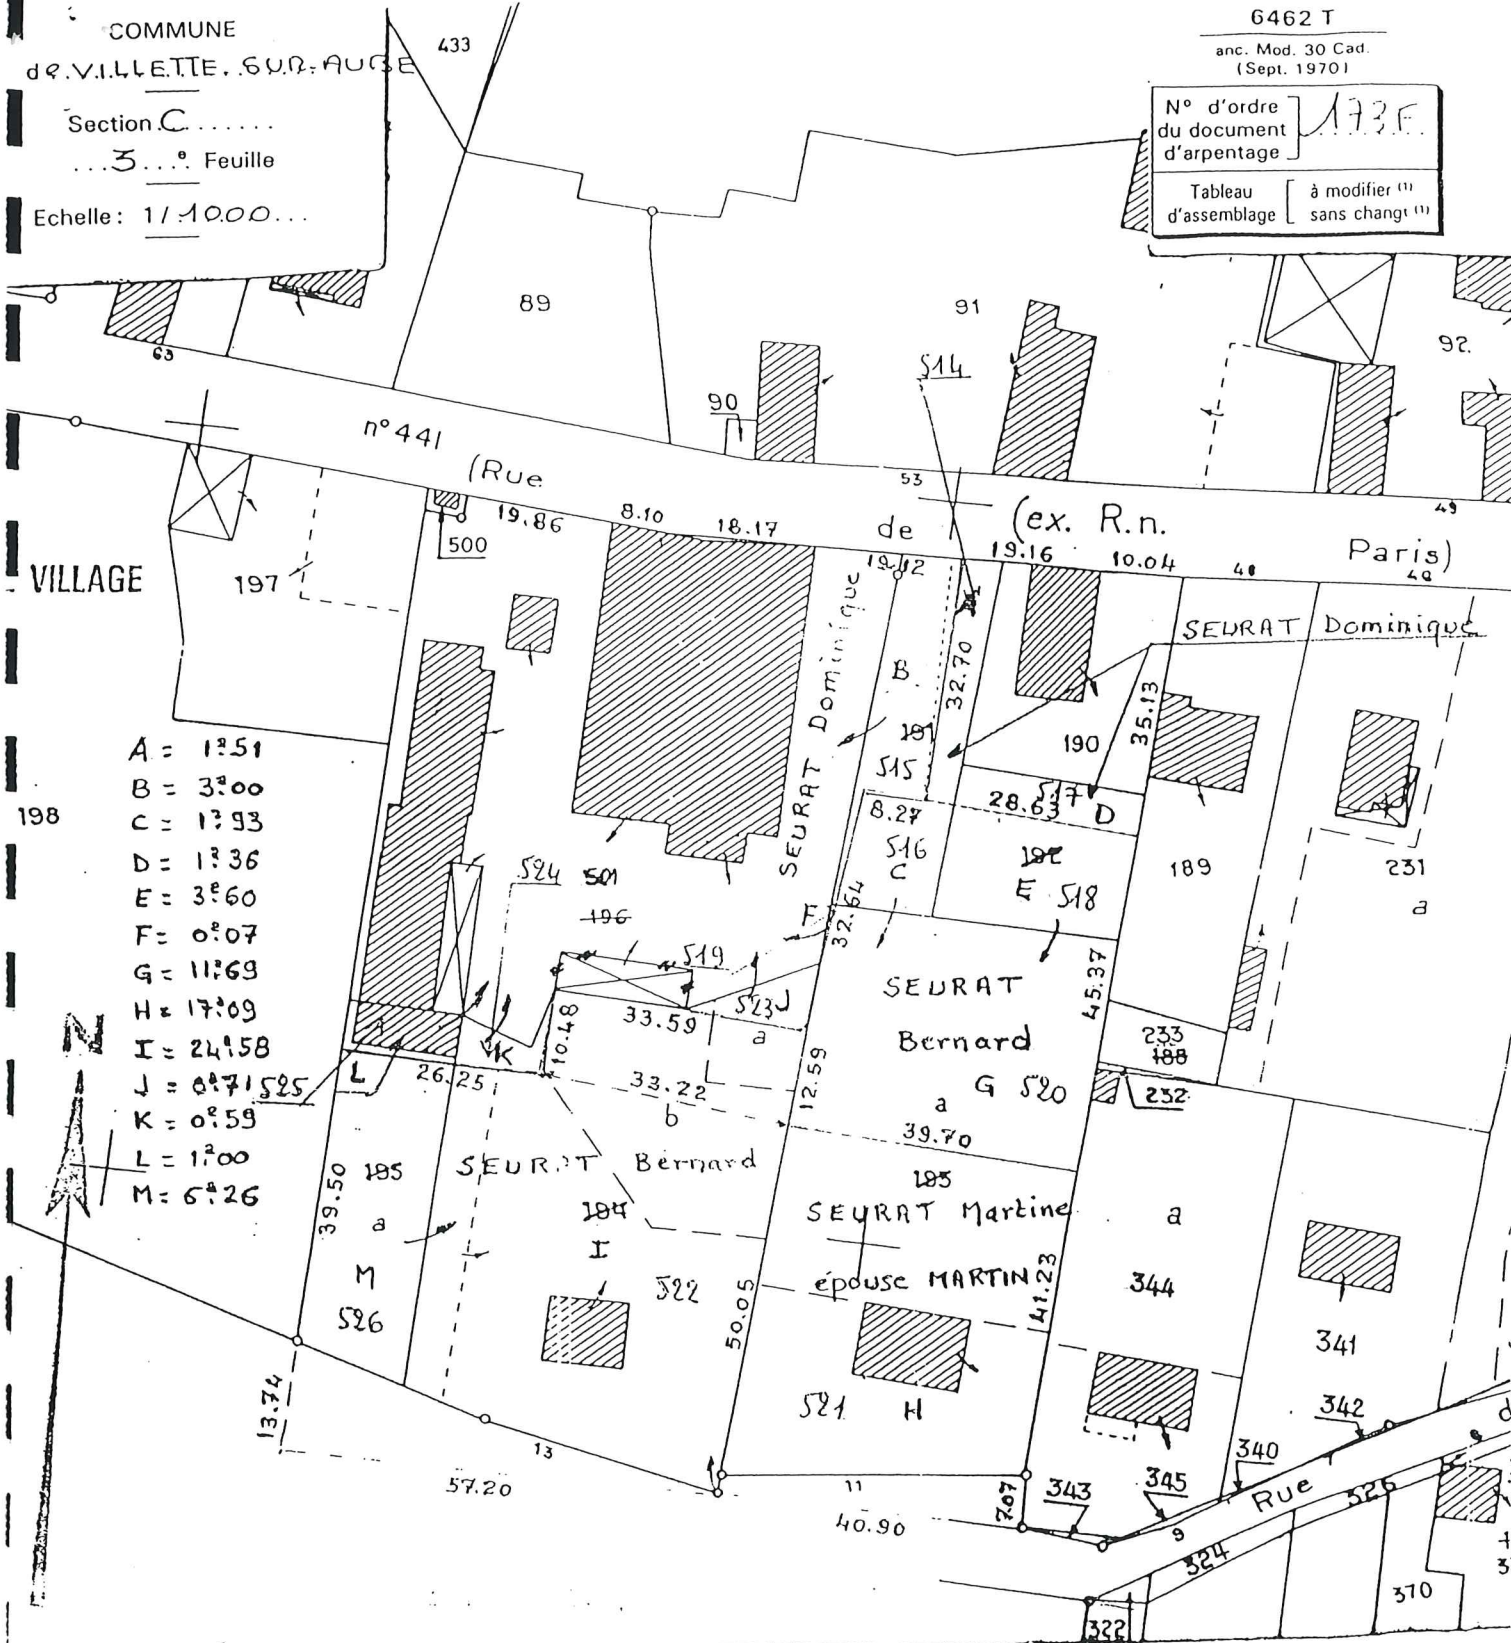 COMMUNE
de VILLETTE-SUR-AUBE
Section C.......
...3...e Feuille
Echelle: 1/1000...
6462 T
anc. Mod. 30 Cad.
(Sept. 1970)
N° d'ordre
du document
d'arpentage
173 F
Tableau
d'assemblage
à modifier (1)
sans changt (1)
433
89
91
92
63
90
514
n° 441
(Rue
53
49
de
(ex. R.n.
Paris)
19.86
8.10
18.17
19.12
19.16
10.04
48
48
500
VILLAGE
197
SEURAT Dominique
SEURAT Dominique
B
32.70
191
515
190
35.13
517
28.63
D
8.27
516
C
192
E 518
189
231
a
198
A = 1a51
B = 3a00
C = 1a93
D = 1a36
E = 3a60
F = 0a07
G = 11a69
H = 17a09
I = 24a58
J = 0a71
K = 0a59
L = 1a00
M = 6a26
N
524
501
196
F
32.64
519
523 J
a
33.59
10.48
K
525
L
26.25
33.22
b
12.59
SEURAT
Bernard
G 520
a
39.70
45.37
233
188
232
39.50
195
a
M
526
SEURAT Bernard
194
I
522
193
SEURAT Martine
épouse MARTIN
50.05
41.23
a
344
341
521 H
13.74
13
57.20
11
40.90
7.07
343
345
340
342
Rue
d
9
326
324
322
370